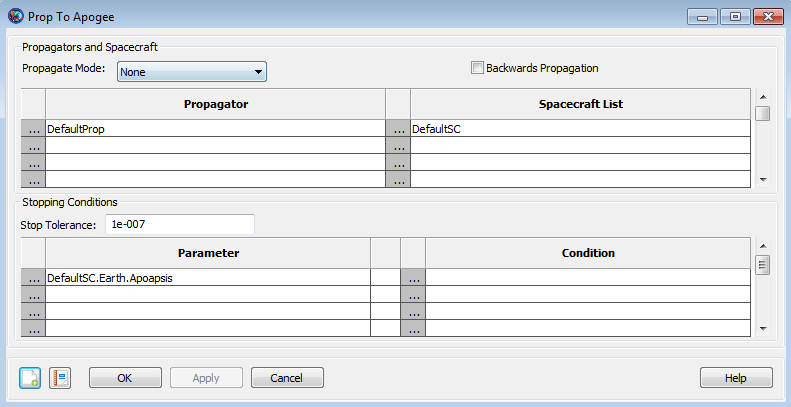 Prop To Apogee
Propagators and Spacecraft
Propagate Mode: None Backwards Propagation
Propagator Spacecraft List
... DefaultProp ... DefaultSC
... ...
... ...
... ...
Stopping Conditions
Stop Tolerance: 1e-007
Parameter Condition
... DefaultSC.Earth.Apoapsis ...
... ...
... ...
... ...
OK Apply Cancel Help